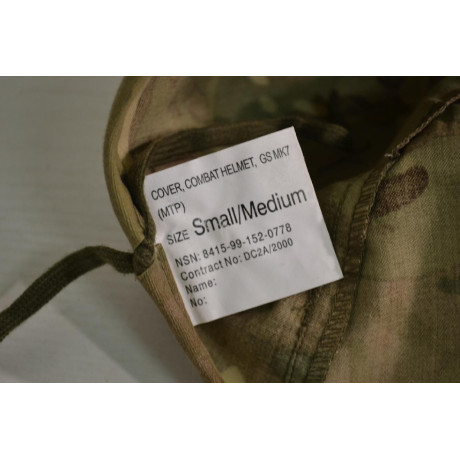 COVER, COMBAT HELMET, GS MK7
(MTP)
SIZE Small/Medium
NSN: 8415-99-152-0778
Contract No: DC2A/2000
Name:
No: